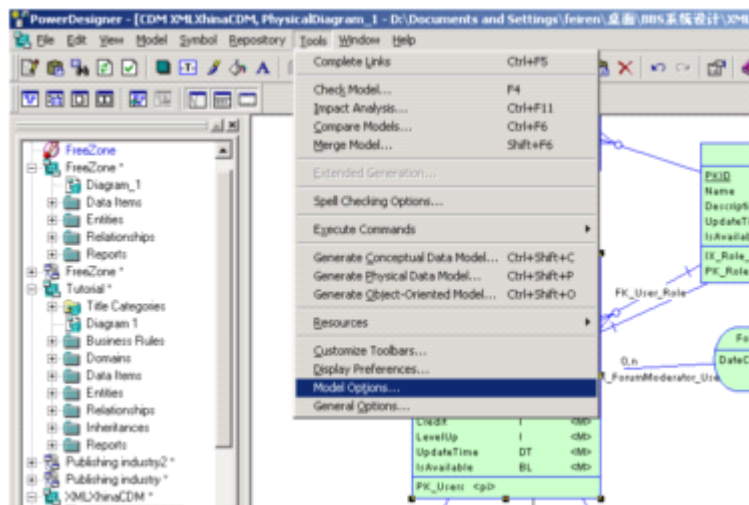 PowerDesigner - [CDM XMLXhinaCDM, PhysicalDiagram_1 - D:\Documents and Settings\feiren\桌面\BBS系统设计\XML
File Edit View Model Symbol Repository Tools Window Help
Complete Links Ctrl+F5
Check Model... F4
Impact Analysis... Ctrl+F11
Compare Models... Ctrl+F6
Merge Model... Shift+F6
Extended Generation...
Spell Checking Options...
Execute Commands
Generate Conceptual Data Model... Ctrl+Shift+C
Generate Physical Data Model... Ctrl+Shift+P
Generate Object-Oriented Model... Ctrl+Shift+O
Resources
Customize Toolbars...
Display Preferences...
Model Options...
General Options...
FreeZone
FreeZone *
Diagram_1
Data Items
Entities
Relationships
Reports
FreeZone *
Tutorial *
Title Categories
Diagram 1
Business Rules
Domains
Data Items
Entities
Relationships
Inheritances
Reports
Publishing industry2 *
Publishing industry *
XMLXhinaCDM *
PKID
Name
Descripti
UpdateTi
IsAvailab
IX_Role_
PK_Role
FK_User_Role
Fo
0,n
DateC
_ForumModerator_Use
Credit I <M>
LevelUp I <M>
UpdateTime DT <M>
IsAvailable BL <M>
PK_Users <pi>